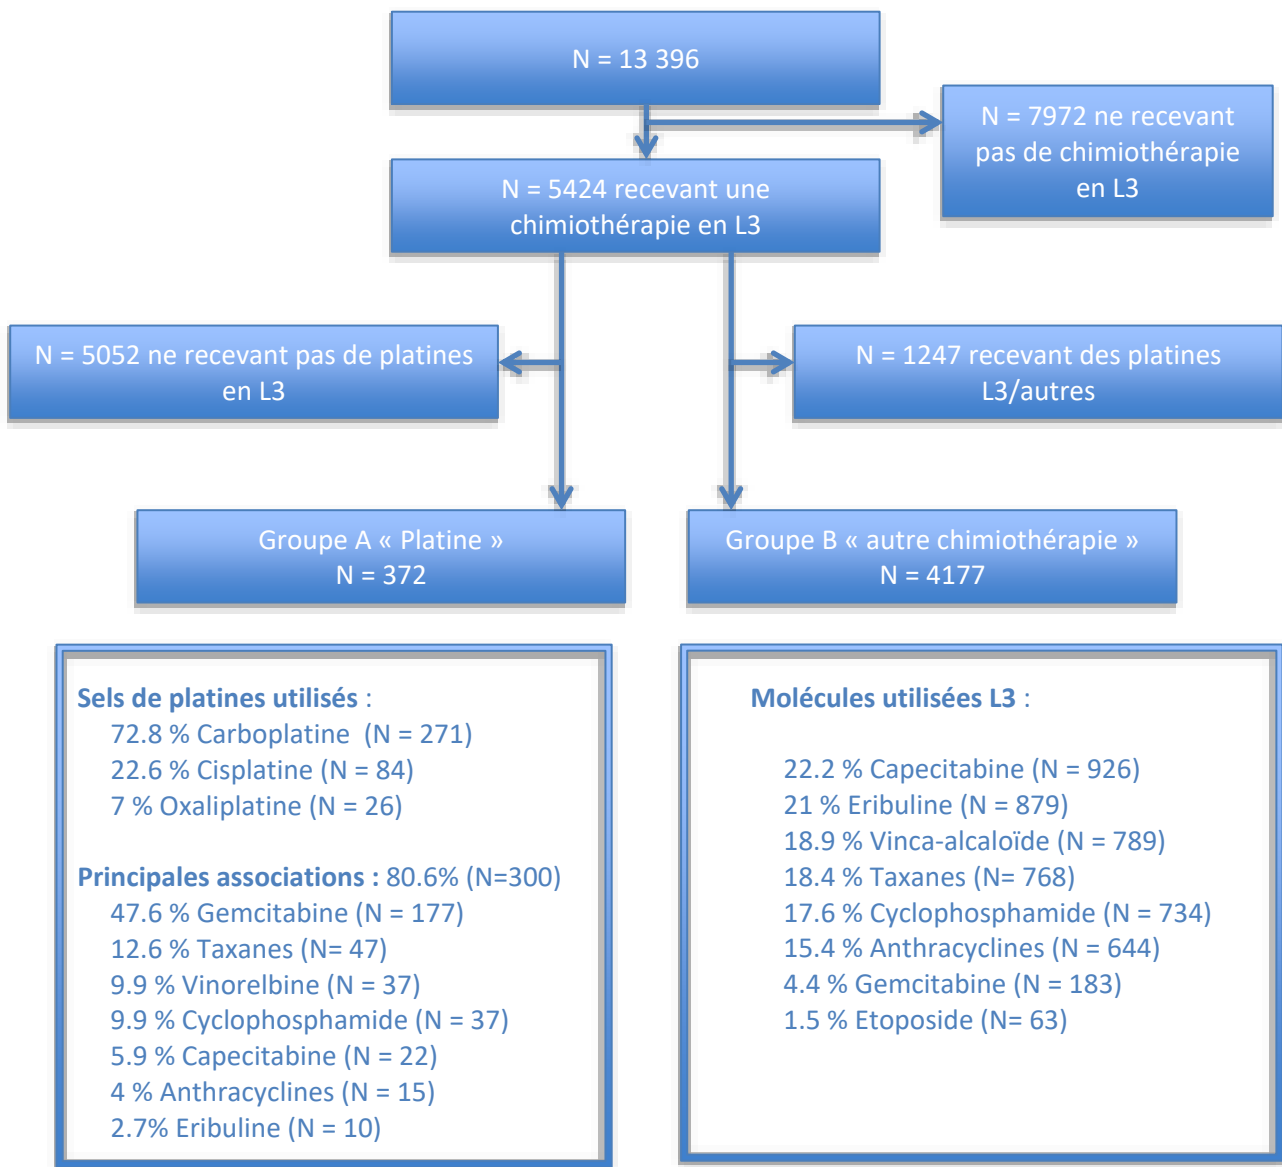 N = 13 396
N = 7972 ne recevant
pas de chimiothérapie
en L3
N = 5424 recevant une
chimiothérapie en L3
N = 5052 ne recevant pas de platines
en L3
N = 1247 recevant des platines
L3/autres
Groupe A « Platine »
N = 372
Groupe B « autre chimiothérapie »
N = 4177
Sels de platines utilisés :
72.8 % Carboplatine (N = 271)
22.6 % Cisplatine (N = 84)
7 % Oxaliplatine (N = 26)
Principales associations : 80.6% (N=300)
47.6 % Gemcitabine (N = 177)
12.6 % Taxanes (N= 47)
9.9 % Vinorelbine (N = 37)
9.9 % Cyclophosphamide (N = 37)
5.9 % Capecitabine (N = 22)
4 % Anthracyclines (N = 15)
2.7% Eribuline (N = 10)
Molécules utilisées L3 :
22.2 % Capecitabine (N = 926)
21 % Eribuline (N = 879)
18.9 % Vinca-alcaloïde (N = 789)
18.4 % Taxanes (N= 768)
17.6 % Cyclophosphamide (N = 734)
15.4 % Anthracyclines (N = 644)
4.4 % Gemcitabine (N = 183)
1.5 % Etoposide (N= 63)